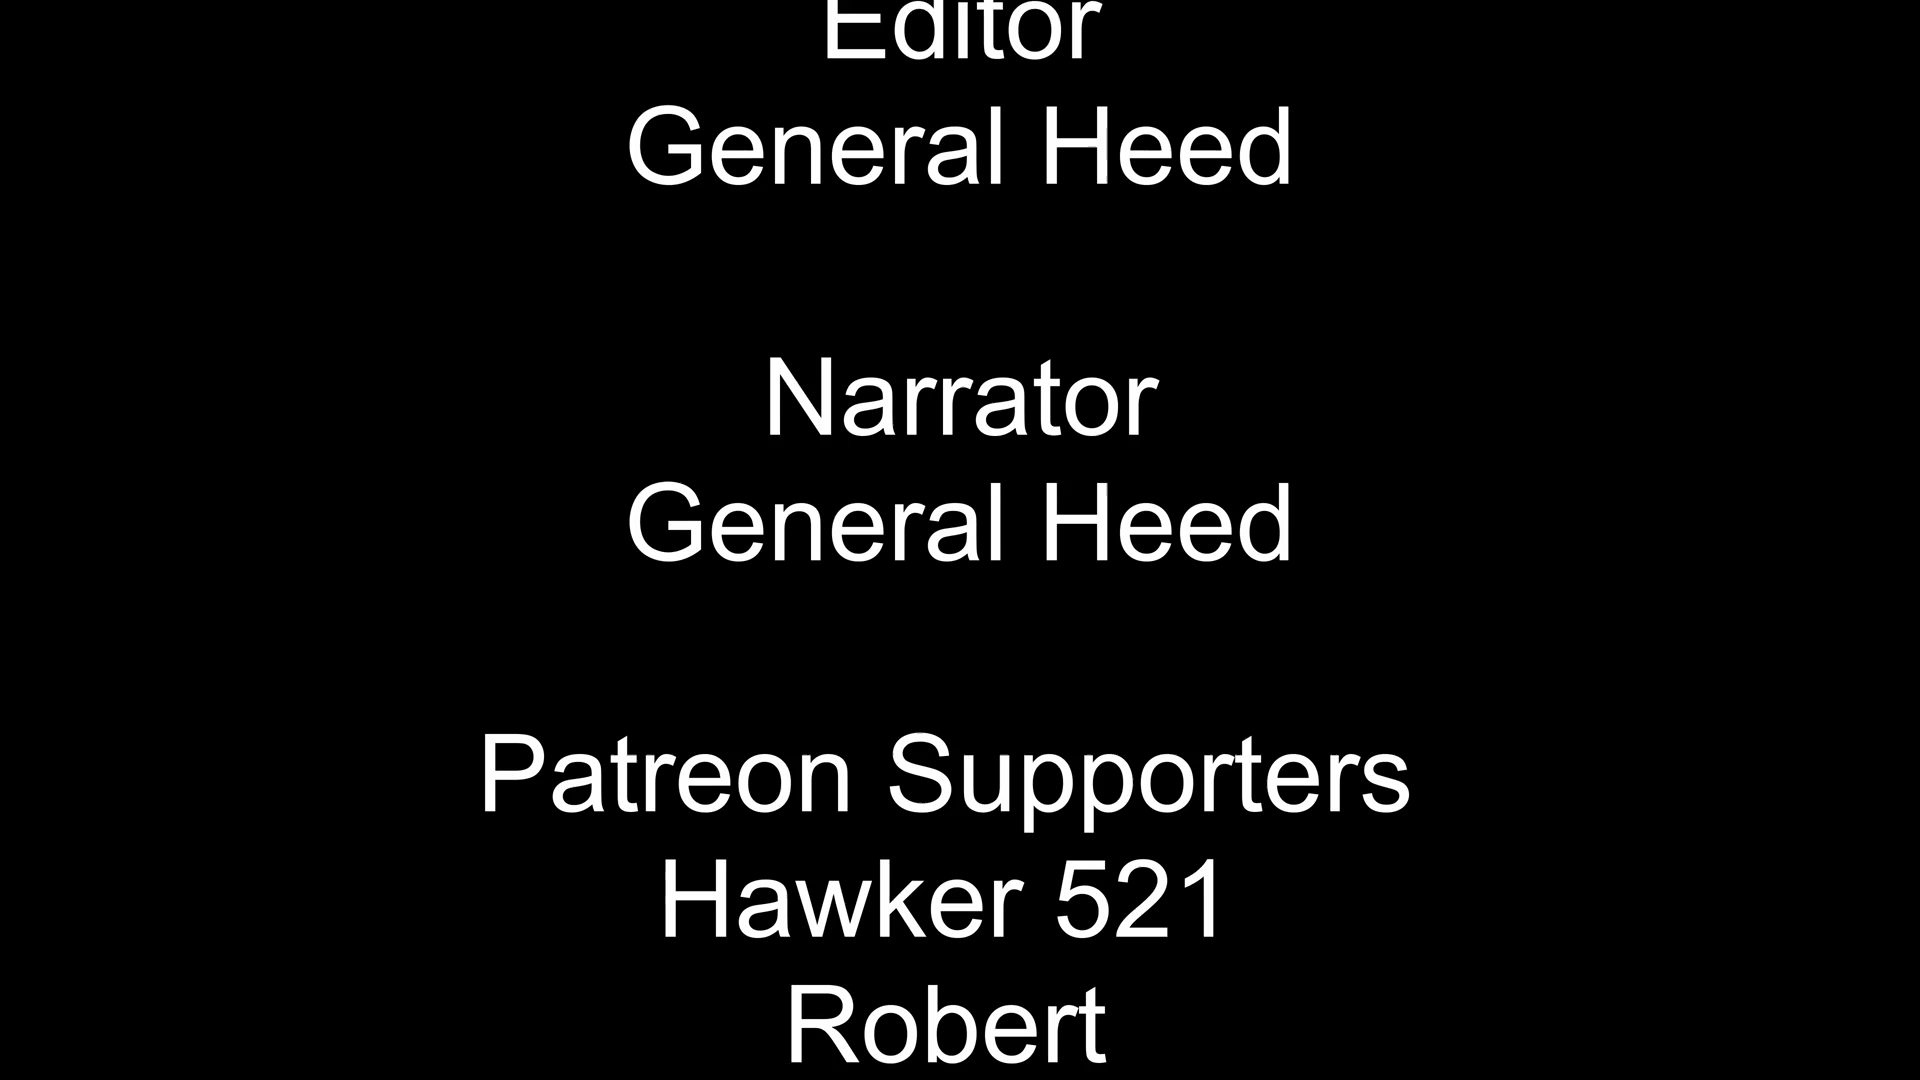 Editor
General Heed
Narrator
General Heed
Patreon Supporters
Hawker 521
Robert